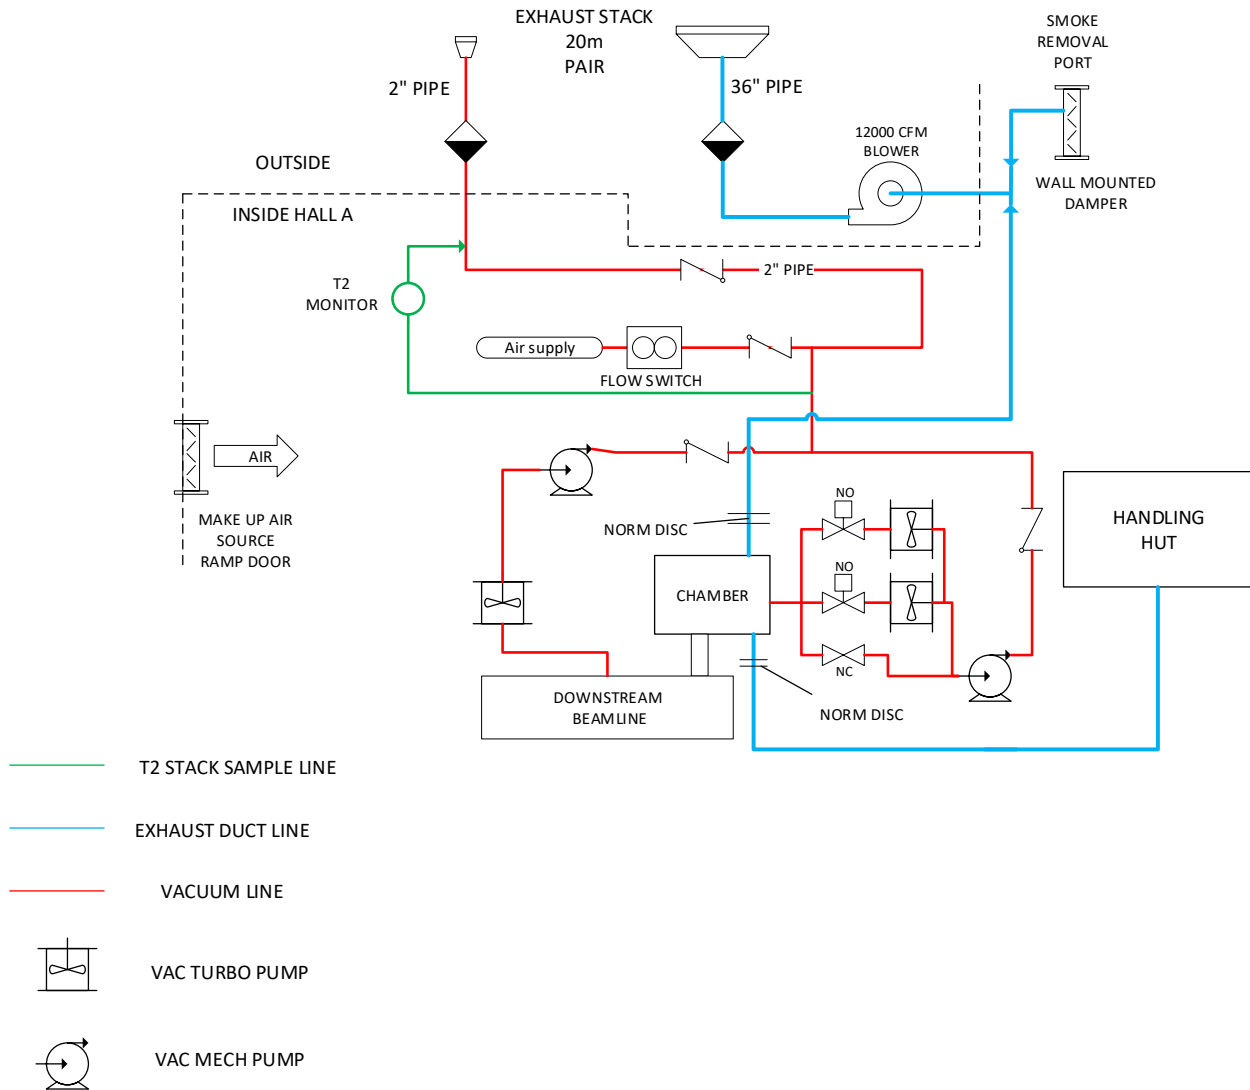 EXHAUST STACK
20m
PAIR
SMOKE
REMOVAL
PORT
2" PIPE
36" PIPE
12000 CFM
BLOWER
OUTSIDE
WALL MOUNTED
DAMPER
INSIDE HALL A
T2
MONITOR
2" PIPE
Air supply
FLOW SWITCH
AIR
MAKE UP AIR
SOURCE
RAMP DOOR
NORM DISC
NO
HANDLING
HUT
NO
CHAMBER
NC
DOWNSTREAM
BEAMLINE
NORM DISC
T2 STACK SAMPLE LINE
EXHAUST DUCT LINE
VACUUM LINE
VAC TURBO PUMP
VAC MECH PUMP